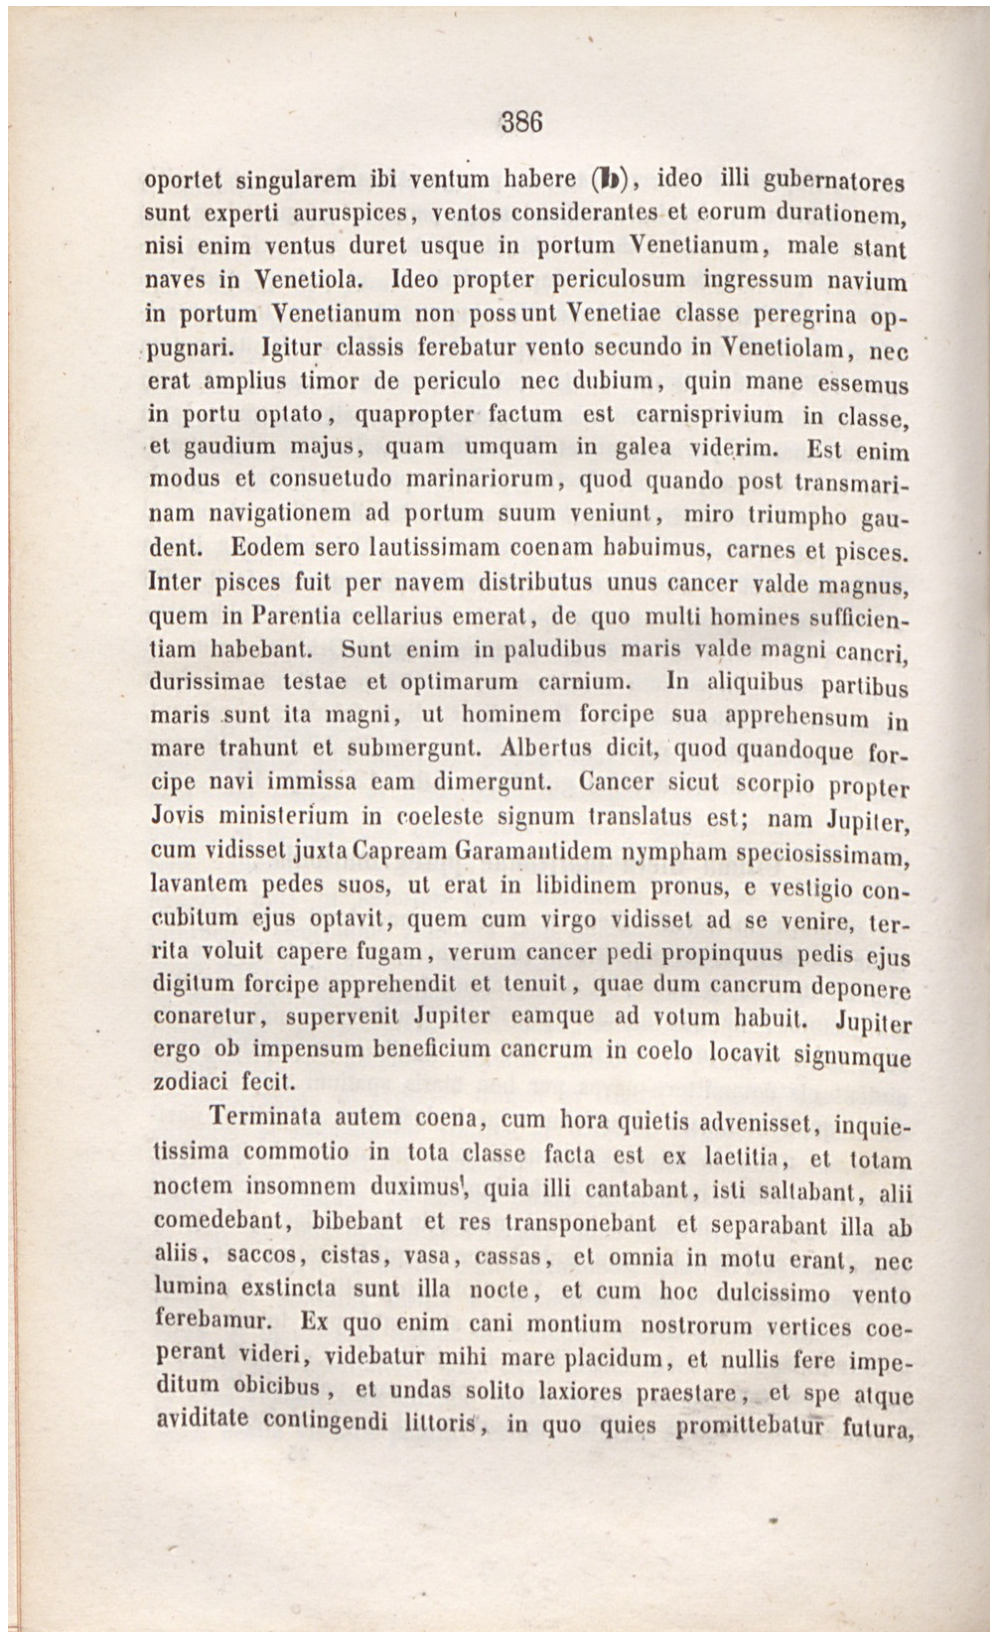 386
oportet singularem ibi ventum habere (b), ideo illi gubernatores
sunt experti auruspices, ventos considerantes et eorum durationem,
nisi enim ventus duret usque in portum Venetianum, male stant
naves in Venetiola. Ideo propter periculosum ingressum navium
in portum Venetianum non possunt Venetiae classe peregrina op-
pugnari. Igitur classis ferebatur vento secundo in Venetiolam, nec
erat amplius timor de periculo nec dubium, quin mane essemus
in portu optato, quapropter factum est carnisprivium in classe,
et gaudium majus, quam umquam in galea viderim. Est enim
modus et consuetudo marinariorum, quod quando post transmari-
nam navigationem ad portum suum veniunt, miro triumpho gau-
dent. Eodem sero lautissimam coenam habuimus, carnes et pisces.
Inter pisces fuit per navem distributus unus cancer valde magnus,
quem in Parentia cellarius emerat, de quo multi homines sufficien-
tiam habebant. Sunt enim in paludibus maris valde magni cancri,
durissimae testae et optimarum carnium. In aliquibus partibus
maris sunt ita magni, ut hominem forcipe sua apprehensum in
mare trahunt et submergunt. Albertus dicit, quod quandoque for-
cipe navi immissa eam dimergunt. Cancer sicut scorpio propter
Jovis ministerium in coeleste signum translatus est; nam Jupiter,
cum vidisset juxta Capream Garamantidem nympham speciosissimam,
lavantem pedes suos, ut erat in libidinem pronus, e vestigio con-
cubitum ejus optavit, quem cum virgo vidisset ad se venire, ter-
rita voluit capere fugam, verum cancer pedi propinquus pedis ejus
digitum forcipe apprehendit et tenuit, quae dum cancrum deponere
conaretur, supervenit Jupiter eamque ad votum habuit. Jupiter
ergo ob impensum beneficium cancrum in coelo locavit signumque
zodiaci fecit.
Terminata autem coena, cum hora quietis advenisset, inquie-
tissima commotio in tota classe facta est ex laetitia, et totam
noctem insomnem duximus, quia illi cantabant, isti saltabant, alii
comedebant, bibebant et res transponebant et separabant illa ab
aliis, saccos, cistas, vasa, cassas, et omnia in motu erant, nec
lumina exstincta sunt illa nocte, et cum hoc dulcissimo vento
ferebamur. Ex quo enim cani montium nostrorum vertices coe-
perant videri, videbatur mihi mare placidum, et nullis fere impe-
ditum obicibus, et undas solito laxiores praestare, et spe atque
aviditate contingendi littoris, in quo quies promittebatur futura,